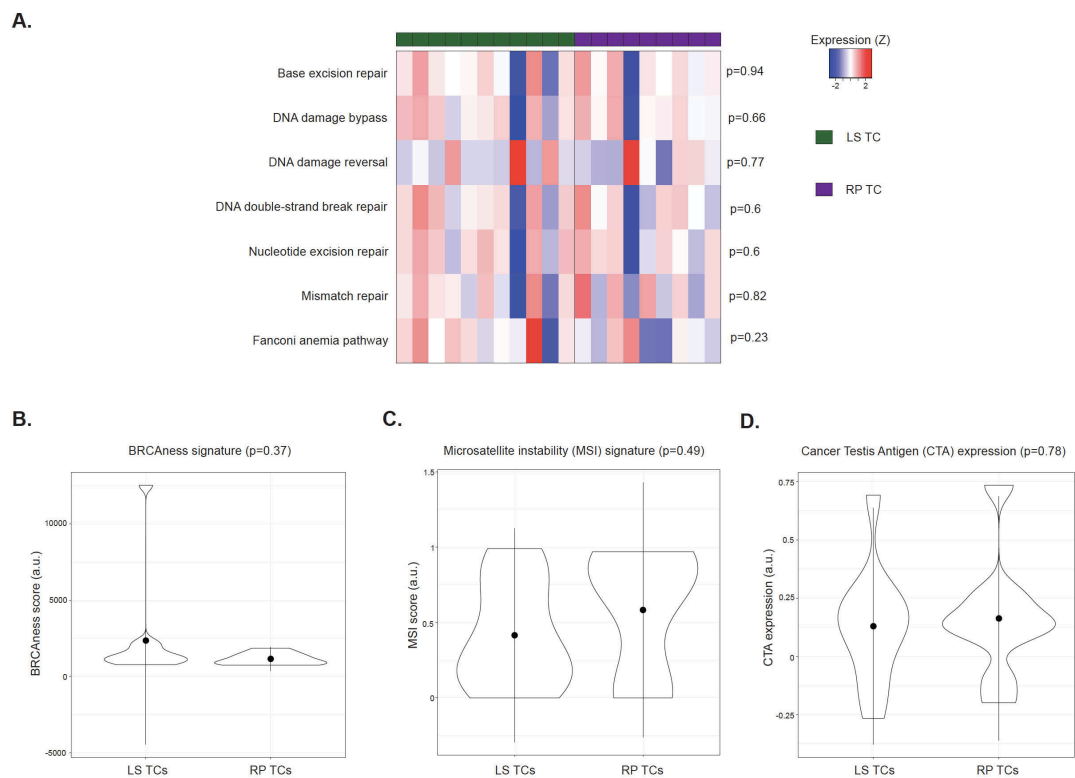 A.
Expression (Z)
-2 2
LS TC
RP TC
Base excision repair p=0.94
DNA damage bypass p=0.66
DNA damage reversal p=0.77
DNA double-strand break repair p=0.6
Nucleotide excision repair p=0.6
Mismatch repair p=0.82
Fanconi anemia pathway p=0.23
B.
BRCAness signature (p=0.37)
BRCAness score (a.u.)
10000
5000
0
-5000
LS TCs RP TCs
C.
Microsatellite instability (MSI) signature (p=0.49)
MSI score (a.u.)
1.5
1
0.5
0
LS TCs RP TCs
D.
Cancer Testis Antigen (CTA) expression (p=0.78)
CTA expression (a.u.)
0.75
0.5
0.25
0
-0.25
LS TCs RP TCs